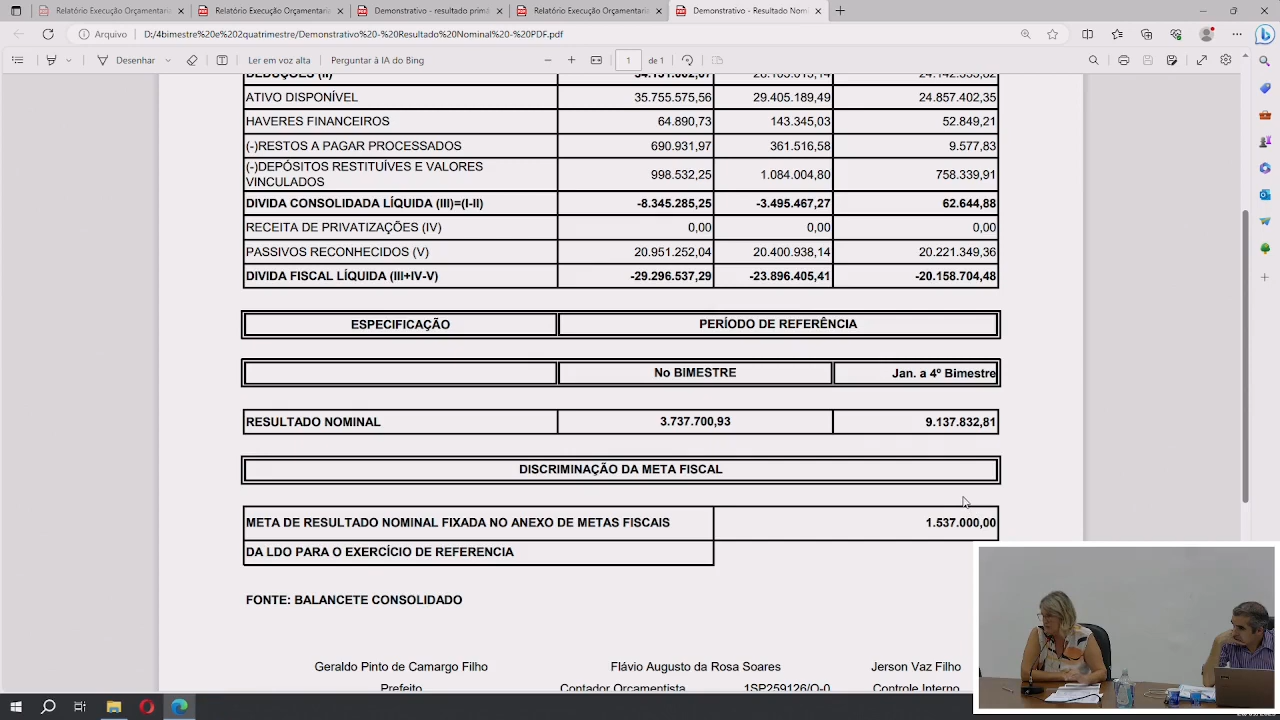 Relatório Execução Orçamentaria
Relatório Execução Orçamentaria
Demonstrativo - resultado primá
Relatório Execução Orçamentaria
Demonstrativo - Resultado Nomi
Arquivo D:/4bimestre%20e%202quatrimestre/Demonstrativo%20-%20Resultado%20Nominal%20-%20PDF.pdf
Desenhar Ler em voz alta Perguntar à IA do Bing 1 de 1
DEDUÇÕES (II)
ATIVO DISPONÍVEL 35.755.575,56 29.405.189,49 24.857.402,35
HAVERES FINANCEIROS 64.890,73 143.345,03 52.849,21
(-)RESTOS A PAGAR PROCESSADOS 690.931,97 361.516,58 9.577,83
(-)DEPÓSITOS RESTITUÍVES E VALORES
VINCULADOS 998.532,25 1.084.004,80 758.339,91
DIVIDA CONSOLIDADA LÍQUIDA (III)=(I-II) -8.345.285,25 -3.495.467,27 62.644,88
RECEITA DE PRIVATIZAÇÕES (IV) 0,00 0,00 0,00
PASSIVOS RECONHECIDOS (V) 20.951.252,04 20.400.938,14 20.221.349,36
DIVIDA FISCAL LÍQUIDA (III+IV-V) -29.296.537,29 -23.896.405,41 -20.158.704,48
ESPECIFICAÇÃO PERÍODO DE REFERÊNCIA
No BIMESTRE Jan. a 4º Bimestre
RESULTADO NOMINAL 3.737.700,93 9.137.832,81
DISCRIMINAÇÃO DA META FISCAL
META DE RESULTADO NOMINAL FIXADA NO ANEXO DE METAS FISCAIS 1.537.000,00
DA LDO PARA O EXERCÍCIO DE REFERENCIA
FONTE: BALANCETE CONSOLIDADO
Geraldo Pinto de Camargo Filho Flávio Augusto da Rosa Soares Jerson Vaz Filho
Prefeito Contador Orçamentista 1SP259126/O-0 Controle Interno